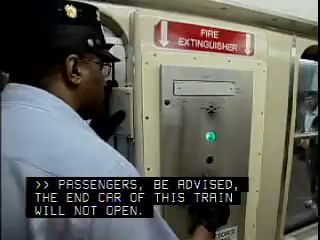 FIRE
EXTINGUISHER
>> PASSENGERS, BE ADVISED,
THE END CAR OF THIS TRAIN
WILL NOT OPEN.